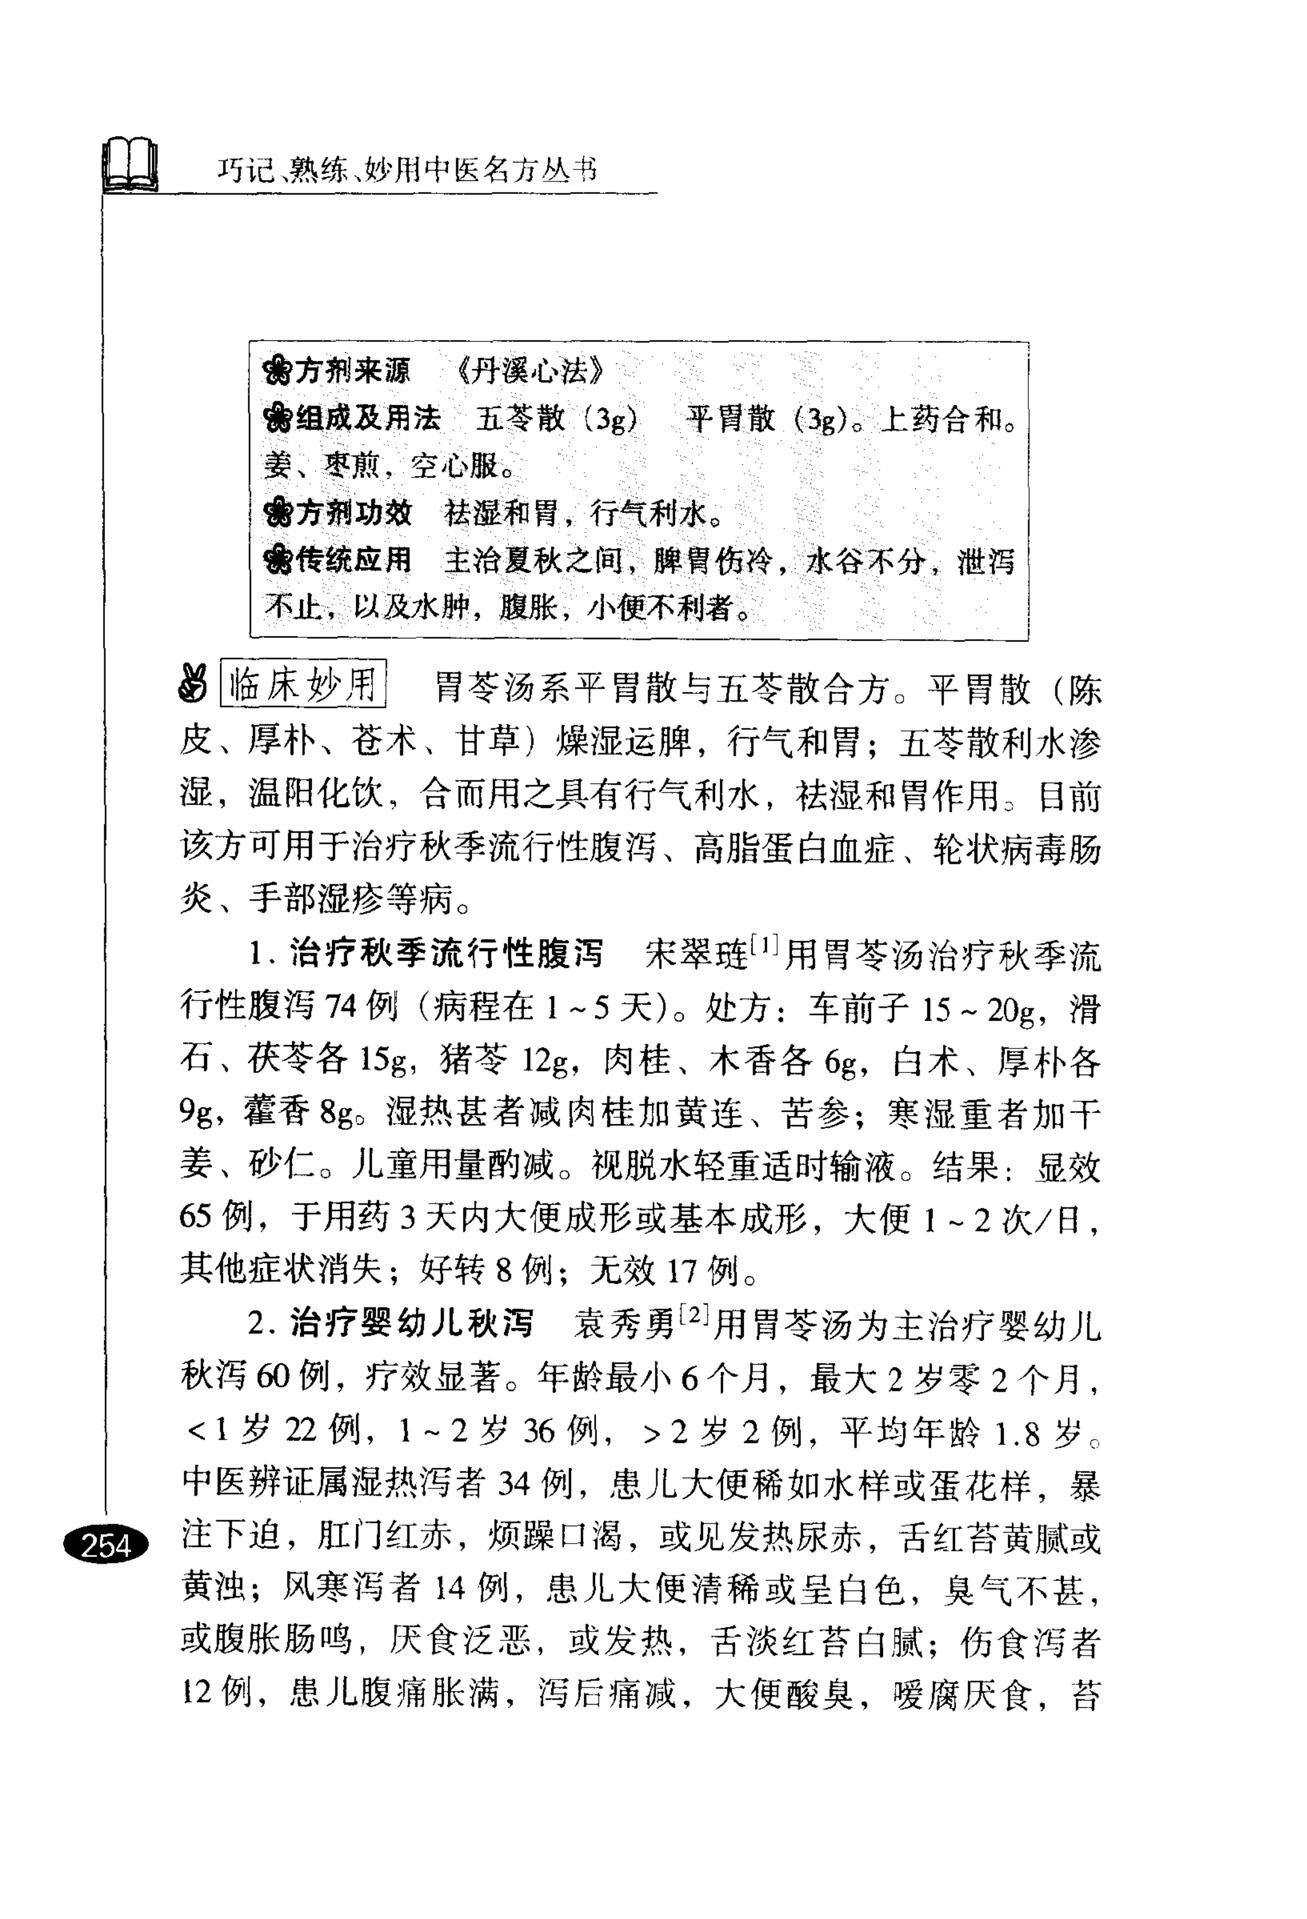 巧记、熟练、妙用中医名方丛书
方剂来源 《丹溪心法》
组成及用法 五苓散（3g） 平胃散（3g）。上药合和。
姜、枣煎，空心服。
方剂功效 祛湿和胃，行气利水。
传统应用 主治夏秋之间，脾胃伤冷，水谷不分，泄泻
不止，以及水肿，腹胀，小便不利者。
临床妙用 胃苓汤系平胃散与五苓散合方。平胃散（陈
皮、厚朴、苍术、甘草）燥湿运脾，行气和胃；五苓散利水渗
湿，温阳化饮，合而用之具有行气利水，祛湿和胃作用。目前
该方可用于治疗秋季流行性腹泻、高脂蛋白血症、轮状病毒肠
炎、手部湿疹等病。
1. 治疗秋季流行性腹泻 宋翠琏[1]用胃苓汤治疗秋季流
行性腹泻 74 例（病程在 1～5 天）。处方：车前子 15～20g，滑
石、茯苓各 15g，猪苓 12g，肉桂、木香各 6g，白术、厚朴各
9g，藿香 8g。湿热甚者减肉桂加黄连、苦参；寒湿重者加干
姜、砂仁。儿童用量酌减。视脱水轻重适时输液。结果：显效
65 例，于用药 3 天内大便成形或基本成形，大便 1～2 次/日，
其他症状消失；好转 8 例；无效 17 例。
2. 治疗婴幼儿秋泻 袁秀勇[2]用胃苓汤为主治疗婴幼儿
秋泻 60 例，疗效显著。年龄最小 6 个月，最大 2 岁零 2 个月，
<1 岁 22 例，1～2 岁 36 例，>2 岁 2 例，平均年龄 1.8 岁。
中医辨证属湿热泻者 34 例，患儿大便稀如水样或蛋花样，暴
注下迫，肛门红赤，烦躁口渴，或见发热尿赤，舌红苔黄腻或
黄浊；风寒泻者 14 例，患儿大便清稀或呈白色，臭气不甚，
或腹胀肠鸣，厌食泛恶，或发热，舌淡红苔白腻；伤食泻者
12 例，患儿腹痛胀满，泻后痛减，大便酸臭，嗳腐厌食，苔
254